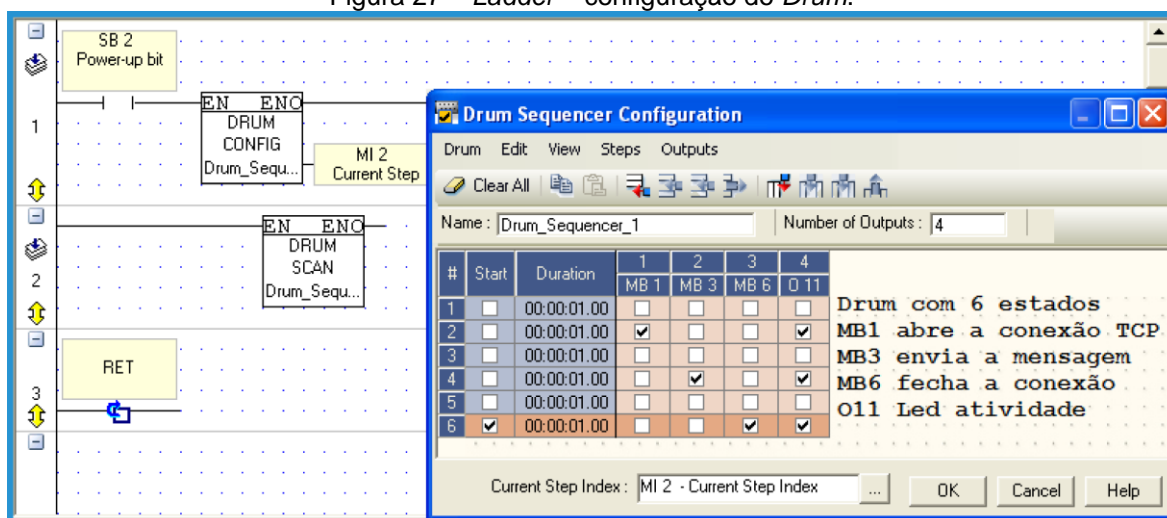 Figura 27 – Ladder – configuração do Drum.
SB 2
Power-up bit
EN ENO
DRUM
CONFIG
Drum_Sequ...
MI 2
Current Step
1
EN ENO
DRUM
SCAN
Drum_Sequ...
2
RET
3
Drum Sequencer Configuration
Drum Edit View Steps Outputs
Clear All
Name : Drum_Sequencer_1 Number of Outputs : 4
# Start Duration 1 2 3 4
MB 1 MB 3 MB 6 O 11
1 00:00:01.00
2 00:00:01.00
3 00:00:01.00
4 00:00:01.00
5 00:00:01.00
6 00:00:01.00
Drum com 6 estados
MB1 abre a conexão TCP
MB3 envia a mensagem
MB6 fecha a conexão
O11 Led atividade
Current Step Index : MI 2 - Current Step Index ... OK Cancel Help